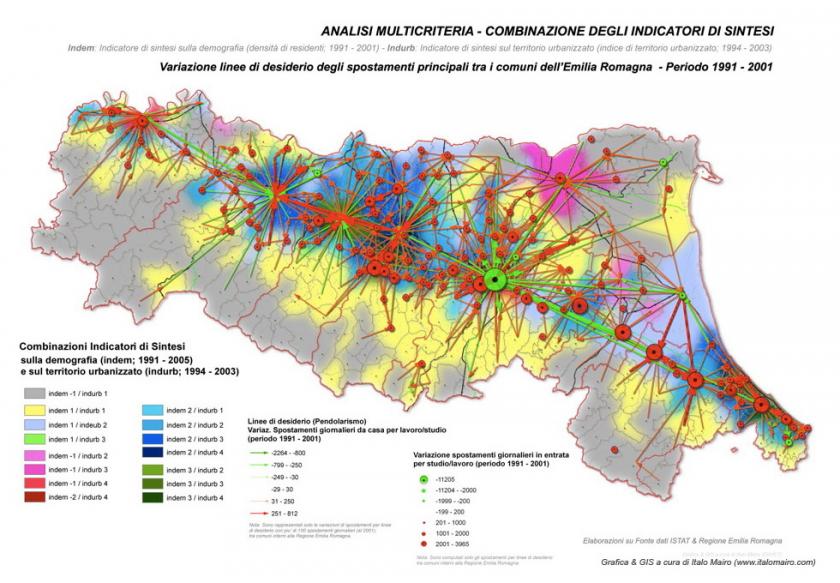 ANALISI MULTICRITERIA - COMBINAZIONE DEGLI INDICATORI DI SINTESI
Indem: Indicatore di sintesi sulla demografia (densità di residenti; 1991 - 2001) - Indurb: Indicatore di sintesi sul territorio urbanizzato (indice di territorio urbanizzato; 1994 - 2003)
Variazione linee di desiderio degli spostamenti principali tra i comuni dell'Emilia Romagna - Periodo 1991 - 2001
Combinazioni Indicatori di Sintesi
sulla demografia (indem; 1991 - 2005)
e sul territorio urbanizzato (indurb; 1994 - 2003)
indem -1 / indurb 1
indem 1 / indurb 1
indem 1 / indeub 2
indem 1 / indurb 3
indem -1 / indurb 2
indem -1 / indurb 3
indem -1 / indurb 4
indem -2 / indurb 4
indem 2 / indurb 1
indem 2 / indurb 2
indem 2 / indurb 3
indem 2 / indurb 4
indem 3 / indurb 2
indem 3 / indurb 3
indem 3 / indurb 4
Linee di desiderio (Pendolarismo)
Variaz. Spostamenti giornalieri da casa per lavoro/studio
(periodo 1991 - 2001)
-2264 - -800
-799 - -250
-249 - -30
-29 - 30
31 - 250
251 - 812
Nota: Sono rappresentati solo le variazioni di spostamenti per linee
di desiderio con piu' di 100 spostamenti giornalieri (al 2001)
tra comuni interni alla Regione Emilia Romagna.
Variazione spostamenti giornalieri in entrata
per studio/lavoro (periodo 1991 - 2001)
-11205
-11204 - -2000
-1999 - -200
-199 - 200
201 - 1000
1001 - 2000
2001 - 3965
Nota: Sono computati solo gli spostamenti per linee di desiderio
tra comuni interni alla Regione Emilia Romagna.
Elaborazioni su Fonte dati ISTAT & Regione Emilia Romagna
Grafica & GIS a cura di Italo Mairo (www.italomairo.com)